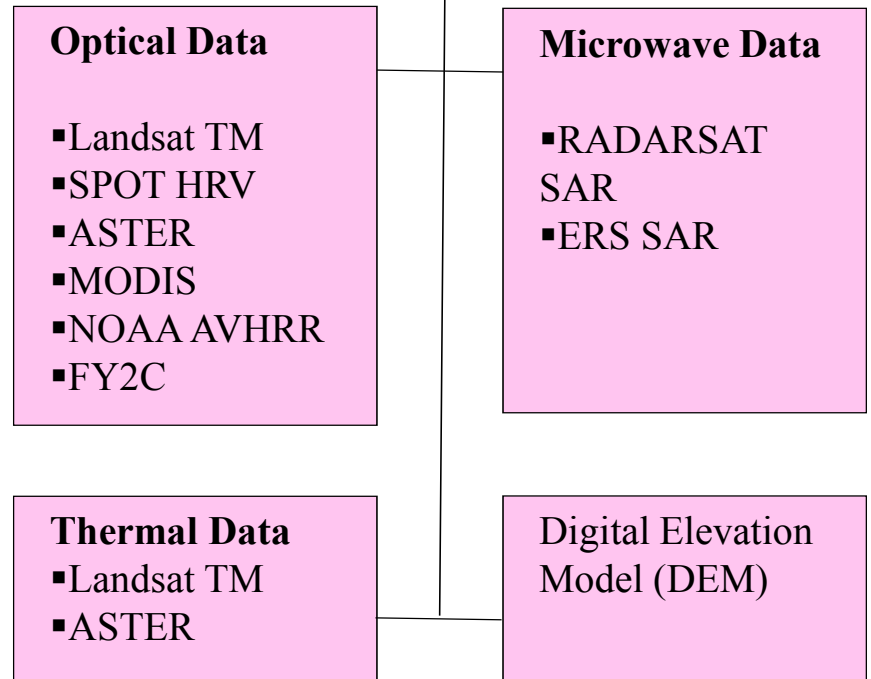 Optical Data
▪Landsat TM
▪SPOT HRV
▪ASTER
▪MODIS
▪NOAA AVHRR
▪FY2C
Microwave Data
▪RADARSAT
SAR
▪ERS SAR
Thermal Data
▪Landsat TM
▪ASTER
Digital Elevation
Model (DEM)